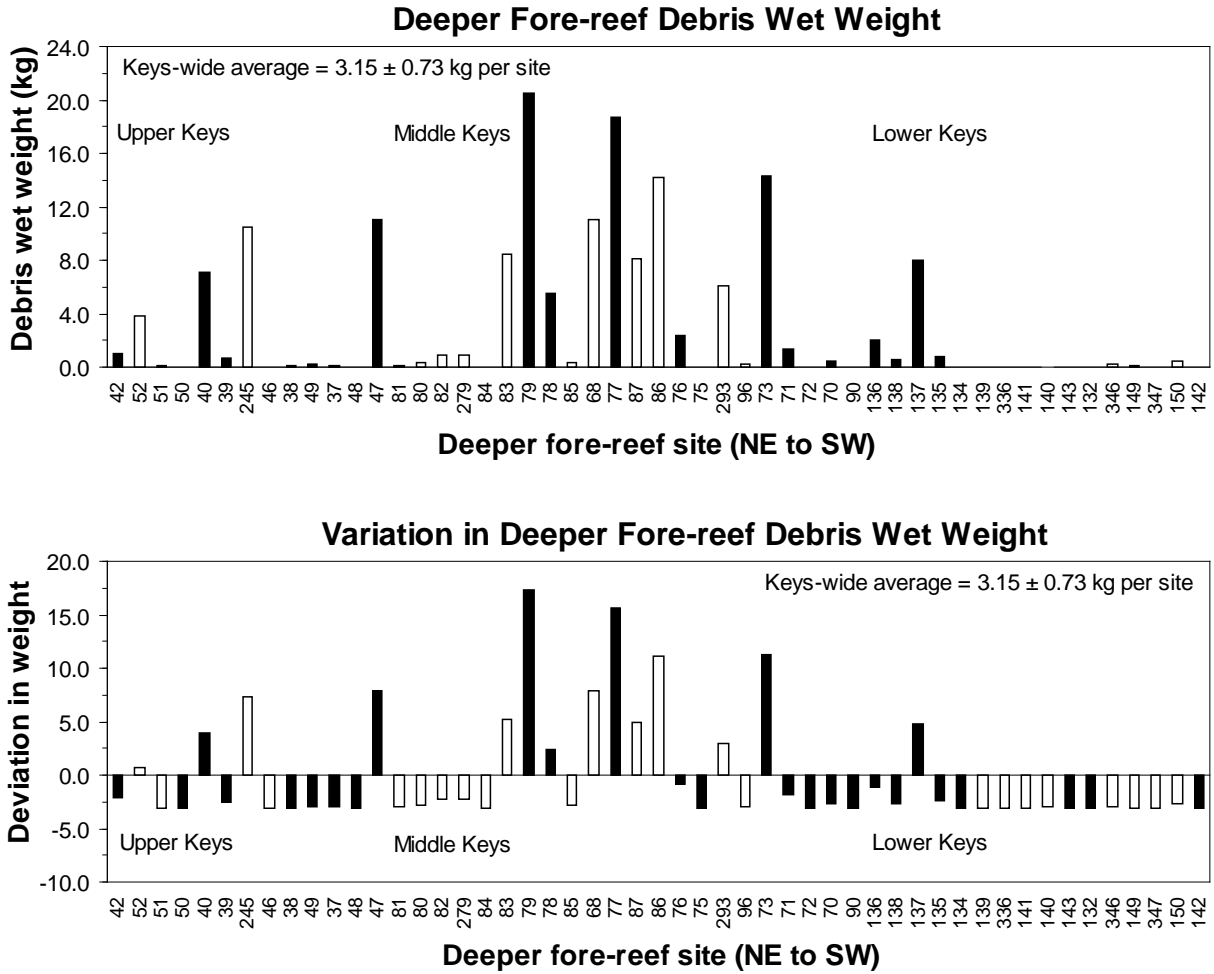 Deeper Fore-reef Debris Wet Weight
24.0
20.0
16.0
12.0
8.0
4.0
0.0
Debris wet weight (kg)
Keys-wide average = 3.15 ± 0.73 kg per site
Upper Keys Middle Keys Lower Keys
42 52 51 50 40 39 245 46 38 49 37 48 47 81 80 82 279 84 83 79 78 85 68 77 87 86 76 75 293 96 73 71 72 70 90 136 138 137 135 134 139 336 141 140 143 132 346 149 347 150 142
Deeper fore-reef site (NE to SW)
Variation in Deeper Fore-reef Debris Wet Weight
20.0
15.0
10.0
5.0
0.0
-5.0
-10.0
Deviation in weight
Keys-wide average = 3.15 ± 0.73 kg per site
Upper Keys Middle Keys Lower Keys
42 52 51 50 40 39 245 46 38 49 37 48 47 81 80 82 279 84 83 79 78 85 68 77 87 86 76 75 293 96 73 71 72 70 90 136 138 137 135 134 139 336 141 140 143 132 346 149 347 150 142
Deeper fore-reef site (NE to SW)